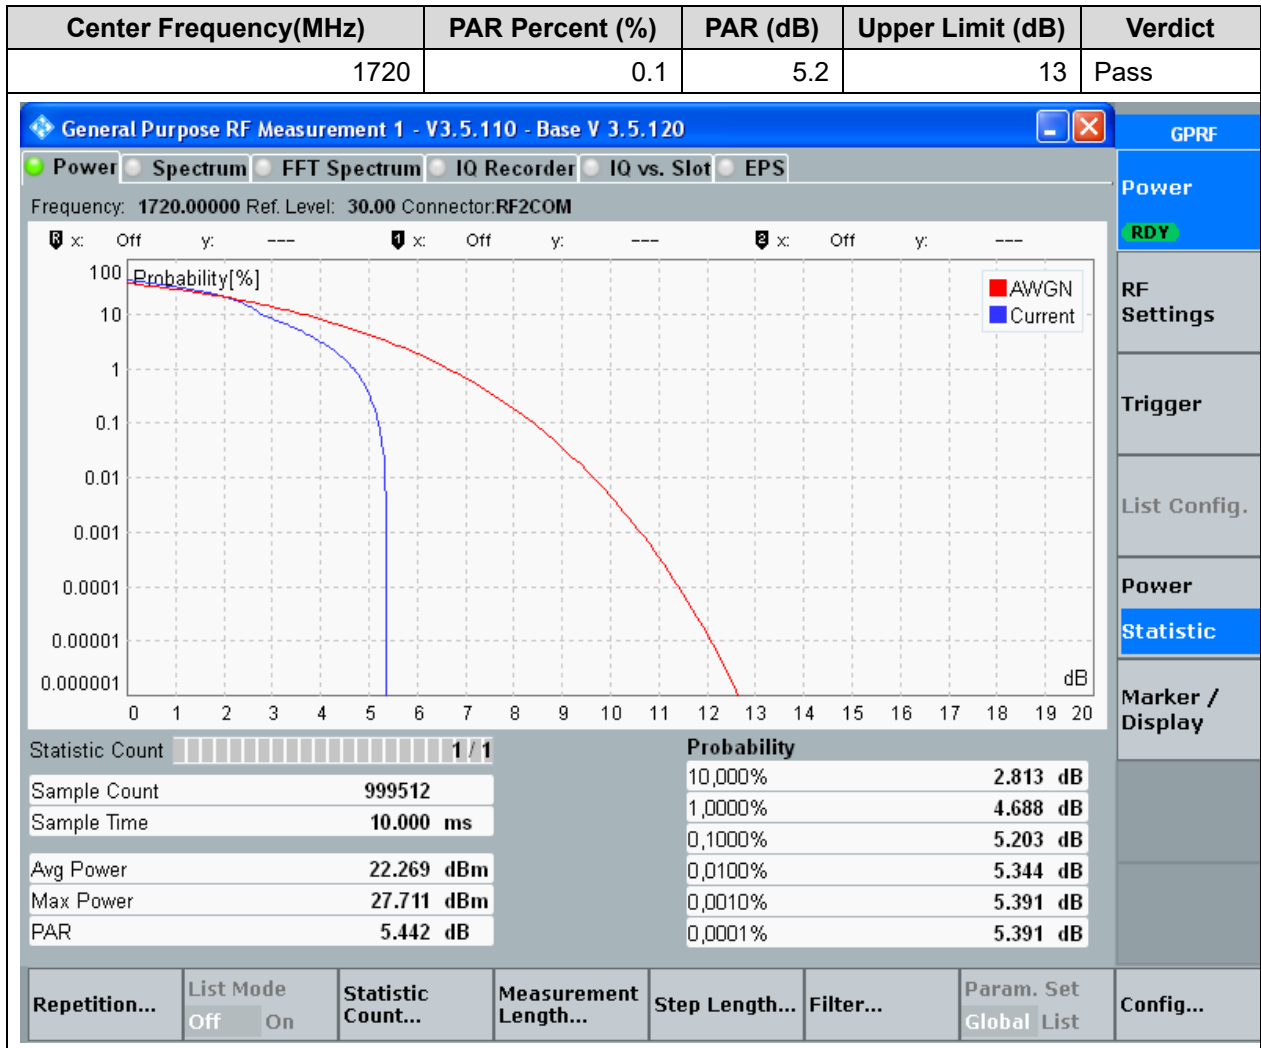 Center Frequency(MHz) PAR Percent (%) PAR (dB) Upper Limit (dB) Verdict
1720 0.1 5.2 13 Pass
General Purpose RF Measurement 1 - V3.5.110 - Base V 3.5.120
GPRF
Power Spectrum FFT Spectrum IQ Recorder IQ vs. Slot EPS
Frequency: 1720.00000 Ref. Level: 30.00 Connector:RF2COM
R x: Off y: --- 1 x: Off y: --- 2 x: Off y: ---
Probability[%]
AWGN
Current
100
10
1
0.1
0.01
0.001
0.0001
0.00001
0.000001
dB
0 1 2 3 4 5 6 7 8 9 10 11 12 13 14 15 16 17 18 19 20
Statistic Count 1 / 1
Sample Count 999512
Sample Time 10.000 ms
Avg Power 22.269 dBm
Max Power 27.711 dBm
PAR 5.442 dB
Probability
10,000% 2.813 dB
1,0000% 4.688 dB
0,1000% 5.203 dB
0,0100% 5.344 dB
0,0010% 5.391 dB
0,0001% 5.391 dB
Power
RDY
RF
Settings
Trigger
List Config.
Power
Statistic
Marker /
Display
Repetition...
List Mode
Off On
Statistic
Count...
Measurement
Length...
Step Length...
Filter...
Param. Set
Global List
Config...